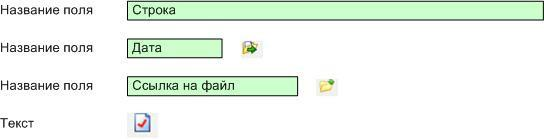 Название поля Строка
Название поля Дата
Название поля Ссылка на файл
Текст